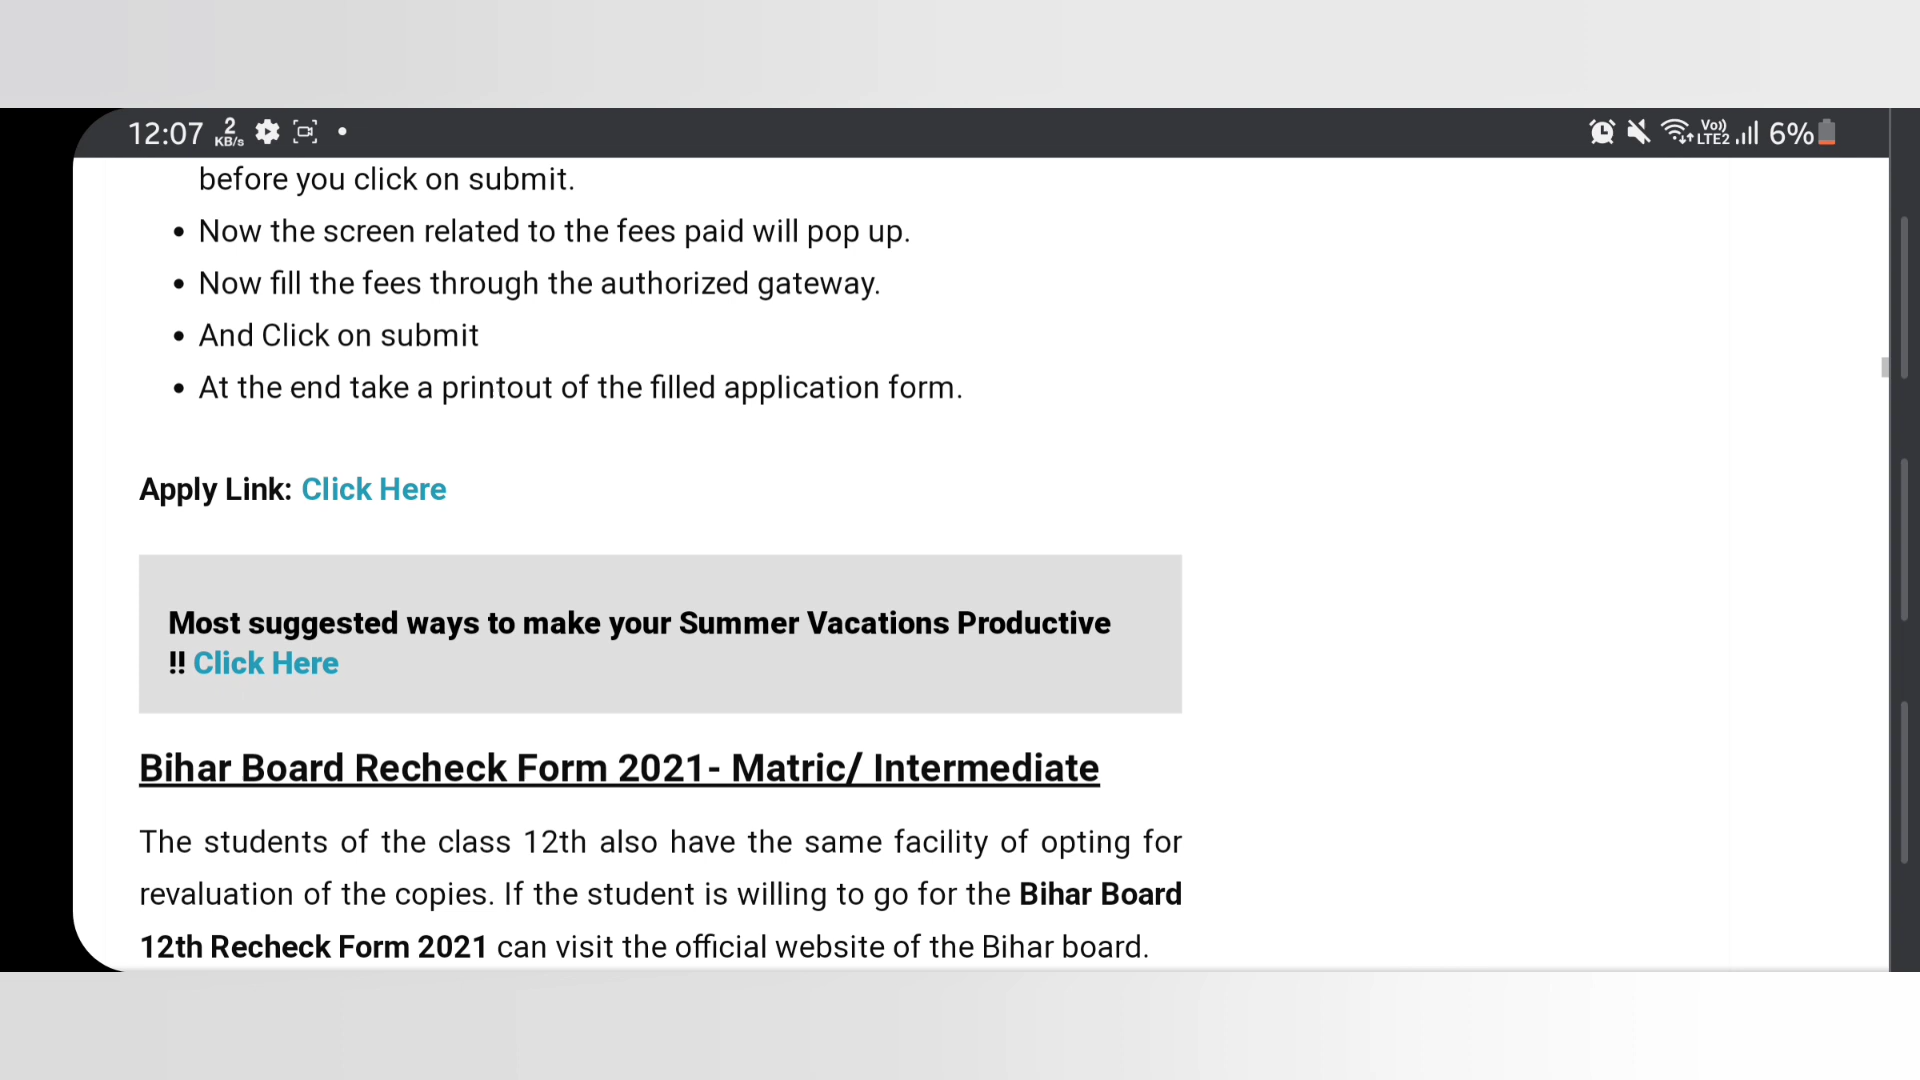 12:07 2 KB/s Vo)) LTE2 6%
before you click on submit.
• Now the screen related to the fees paid will pop up.
• Now fill the fees through the authorized gateway.
• And Click on submit
• At the end take a printout of the filled application form.
Apply Link: Click Here
Most suggested ways to make your Summer Vacations Productive
!! Click Here
Bihar Board Recheck Form 2021- Matric/ Intermediate
The students of the class 12th also have the same facility of opting for
revaluation of the copies. If the student is willing to go for the Bihar Board
12th Recheck Form 2021 can visit the official website of the Bihar board.